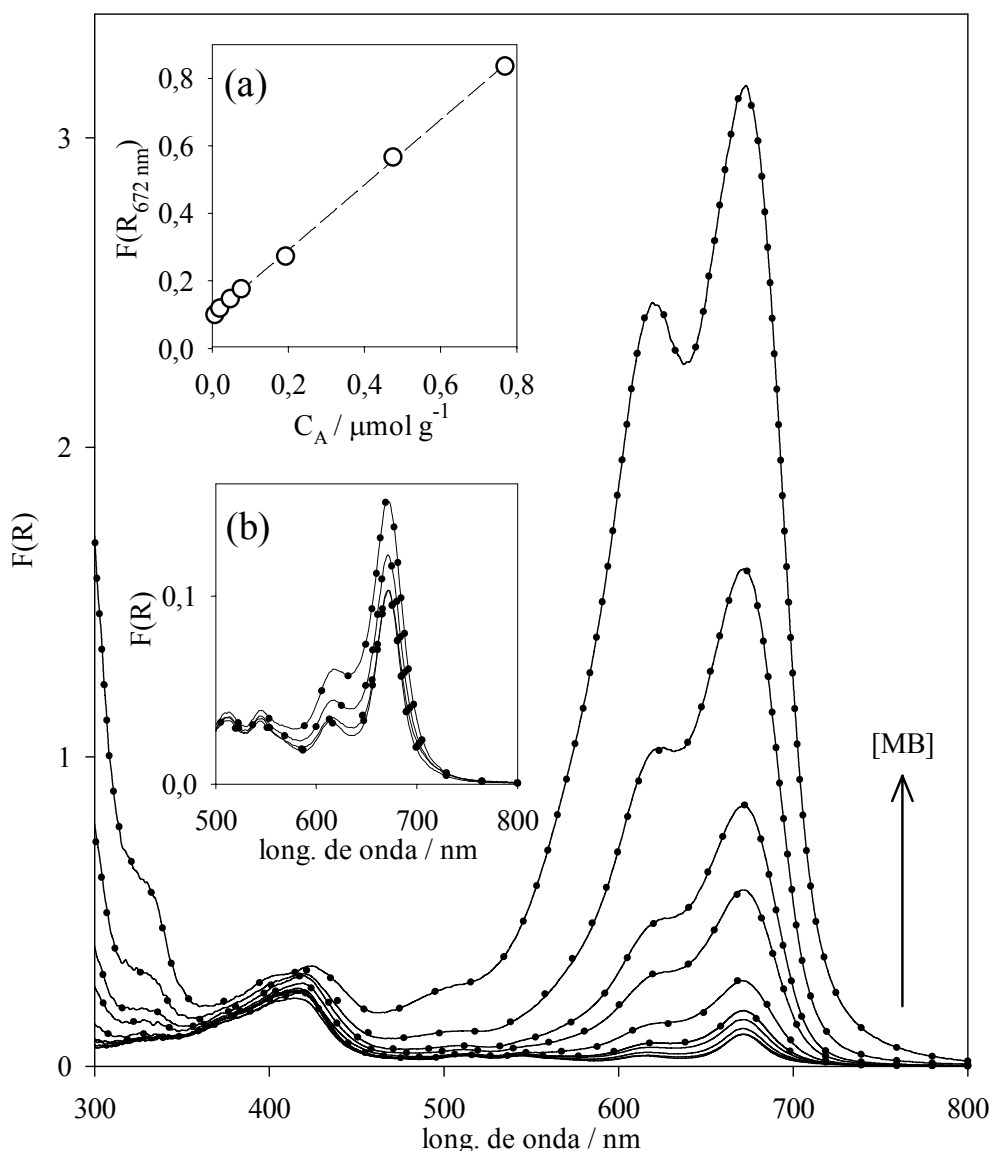 (a)
0,8
0,6
0,4
0,2
0,0
F(R672 nm)
0,0 0,2 0,4 0,6 0,8
CA / μmol g-1
(b)
0,1
0,0
F(R)
500 600 700 800
long. de onda / nm
3
2
1
0
F(R)
[MB]
300 400 500 600 700 800
long. de onda / nm